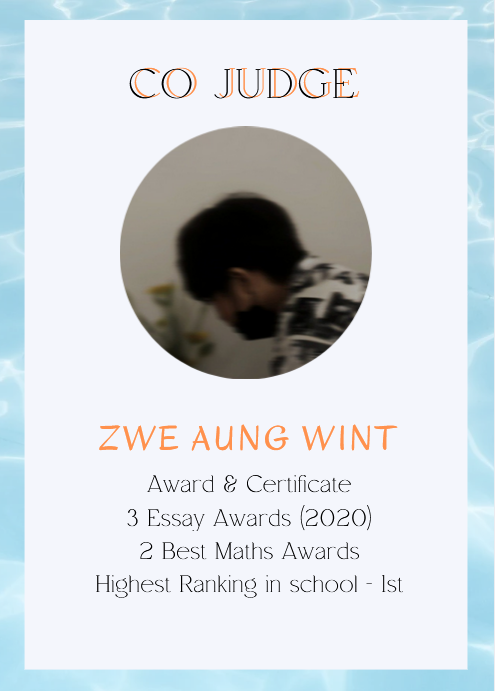 CO JUDGE
ZWE AUNG WINT
Award & Certificate
3 Essay Awards (2020)
2 Best Maths Awards
Highest Ranking in school - 1st